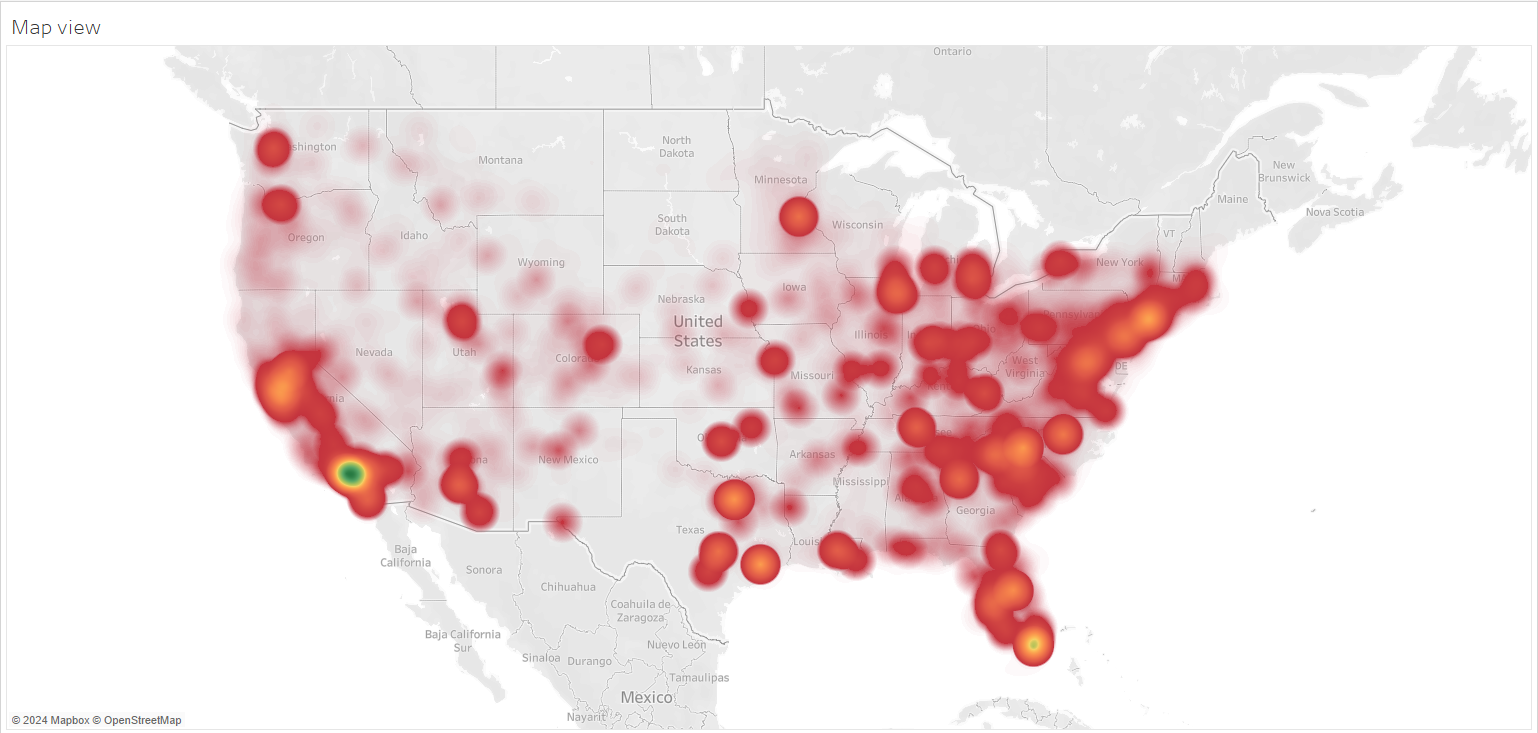 Map view
Ontario
North
Dakota
Montana
Minnesota
New
Brunswick
Maine
Nova Scotia
South
Dakota
Wisconsin
VT
Oregon
Idaho
Wyoming
New York
Iowa
Nebraska
United
States
Illinois
Nevada
Utah
Kansas
Missouri
West
Virginia
DE
New Mexico
Arkansas
Mississippi
Georgia
Texas
Baja
California
Sonora
Chihuahua
Coahuila de
Zaragoza
Baja California
Sur
Nuevo León
Sinaloa
Durango
Tamaulipas
Mexico
Nayarit
© 2024 Mapbox © OpenStreetMap